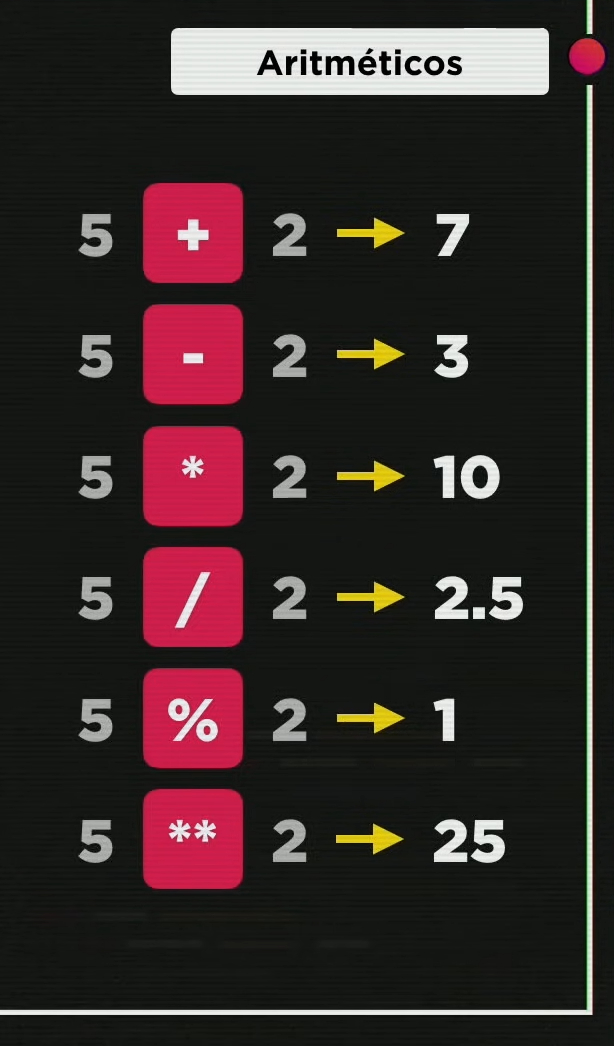 Aritméticos
5 + 2 → 7
5 - 2 → 3
5 * 2 → 10
5 / 2 → 2.5
5 % 2 → 1
5 ** 2 → 25